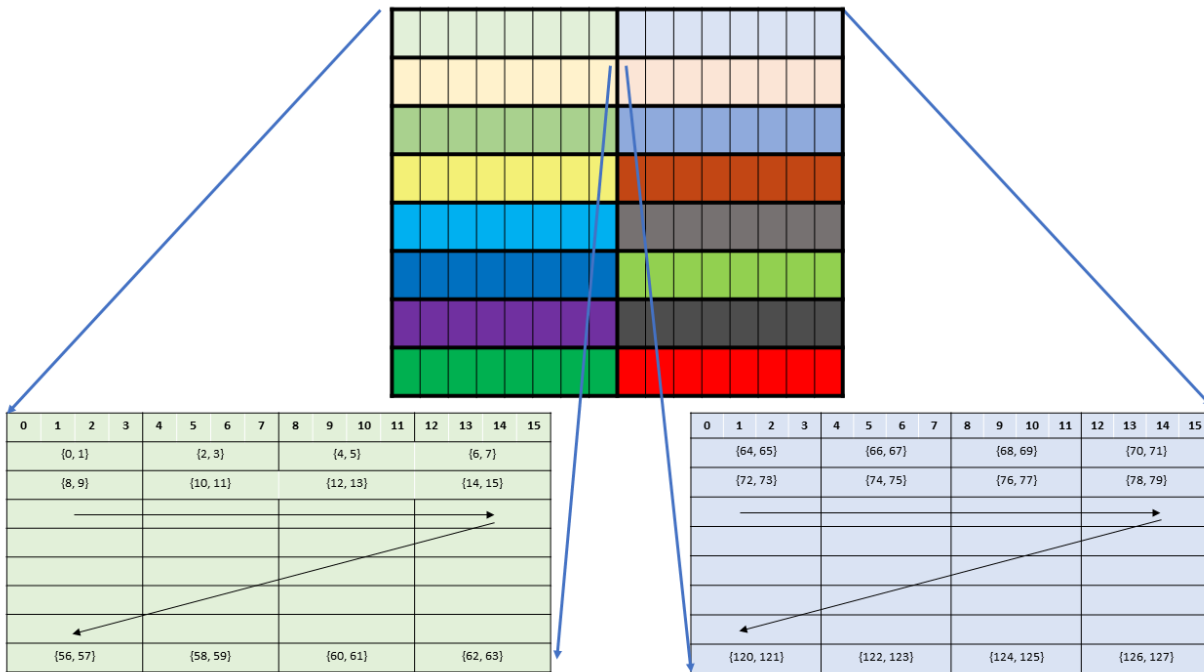 0 1 2 3 4 5 6 7 8 9 10 11 12 13 14 15
{0, 1} {2, 3} {4, 5} {6, 7}
{8, 9} {10, 11} {12, 13} {14, 15}
{56, 57} {58, 59} {60, 61} {62, 63}
0 1 2 3 4 5 6 7 8 9 10 11 12 13 14 15
{64, 65} {66, 67} {68, 69} {70, 71}
{72, 73} {74, 75} {76, 77} {78, 79}
{120, 121} {122, 123} {124, 125} {126, 127}